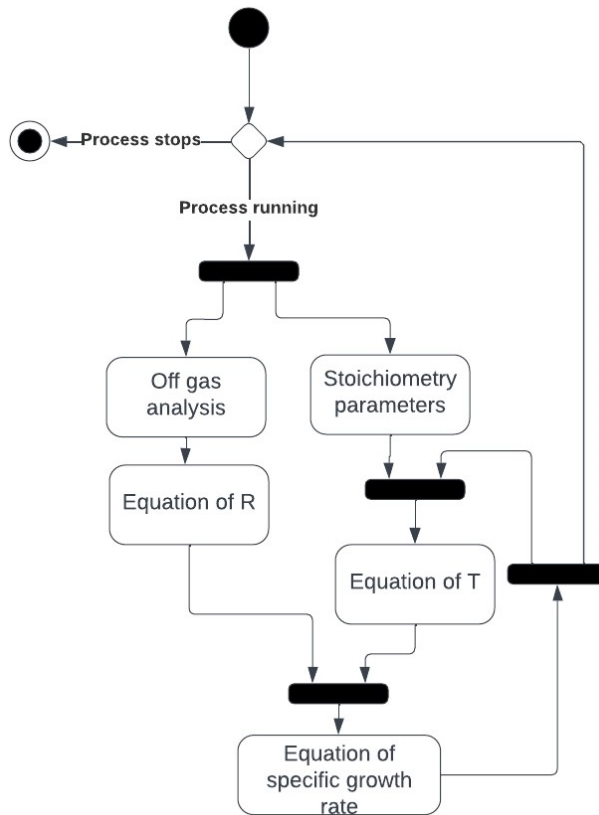 Process stops
Process running
Off gas
analysis
Stoichiometry
parameters
Equation of R
Equation of T
Equation of
specific growth
rate